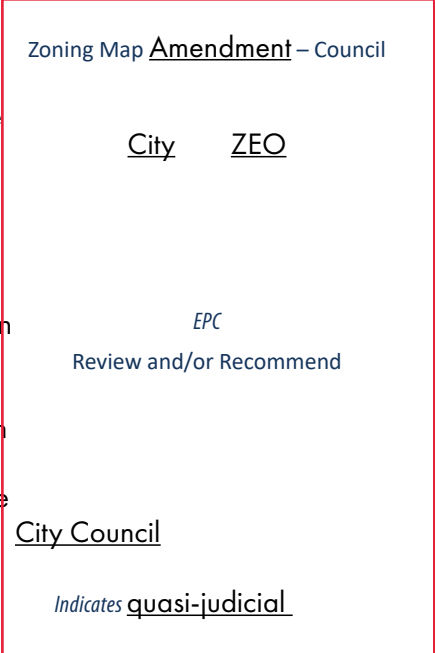 Zoning Map Amendment – Council
City ZEO
EPC
Review and/or Recommend
City Council
Indicates quasi-judicial